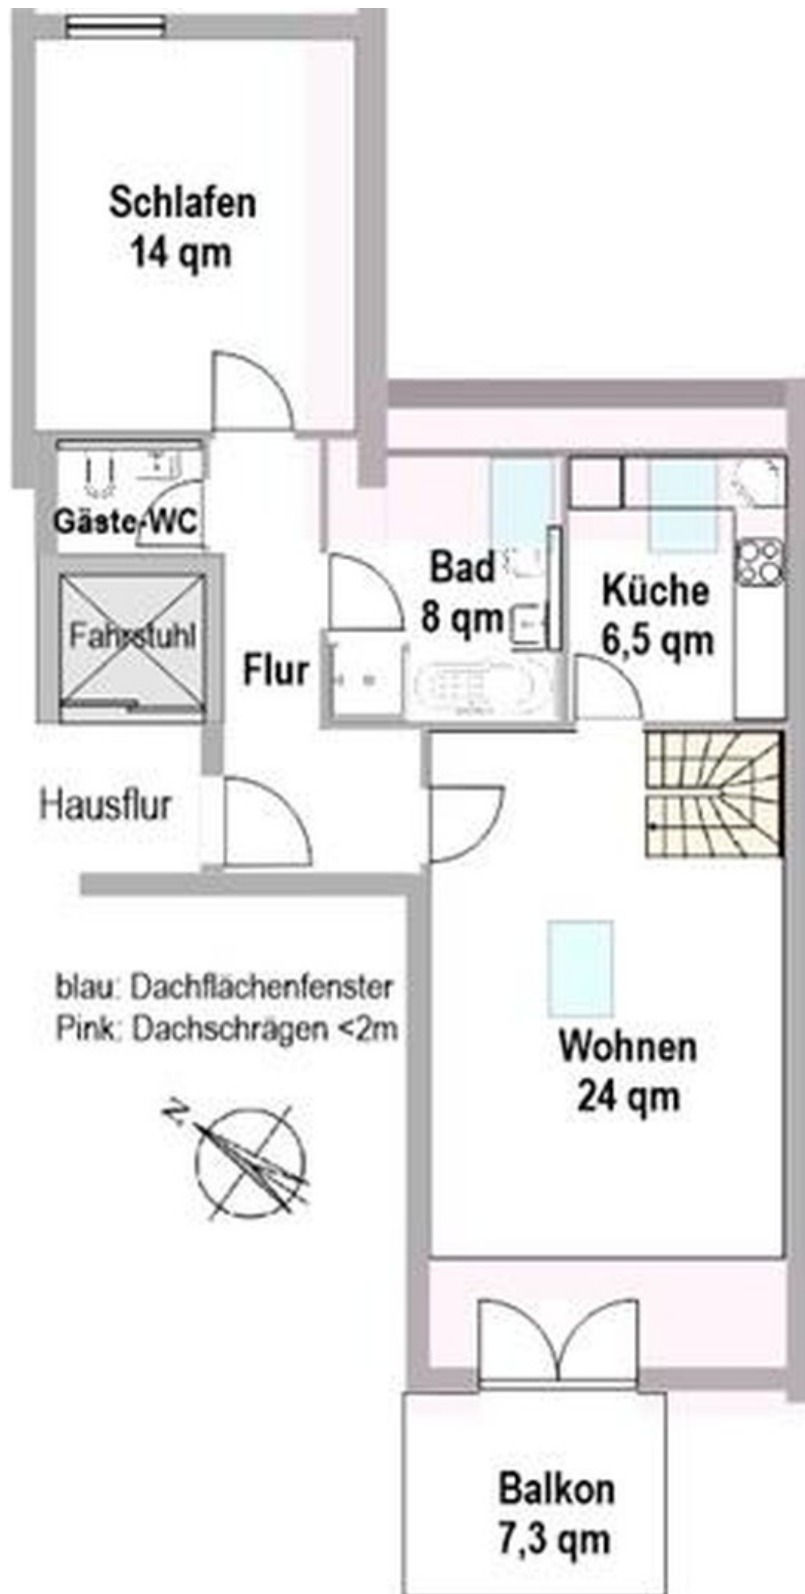 Schlafen
14 qm
Gäste-WC
Bad
8 qm
Küche
6,5 qm
Fahrstuhl
Flur
Hausflur
blau: Dachflächenfenster
Pink: Dachschrägen <2m
Wohnen
24 qm
N
Balkon
7,3 qm